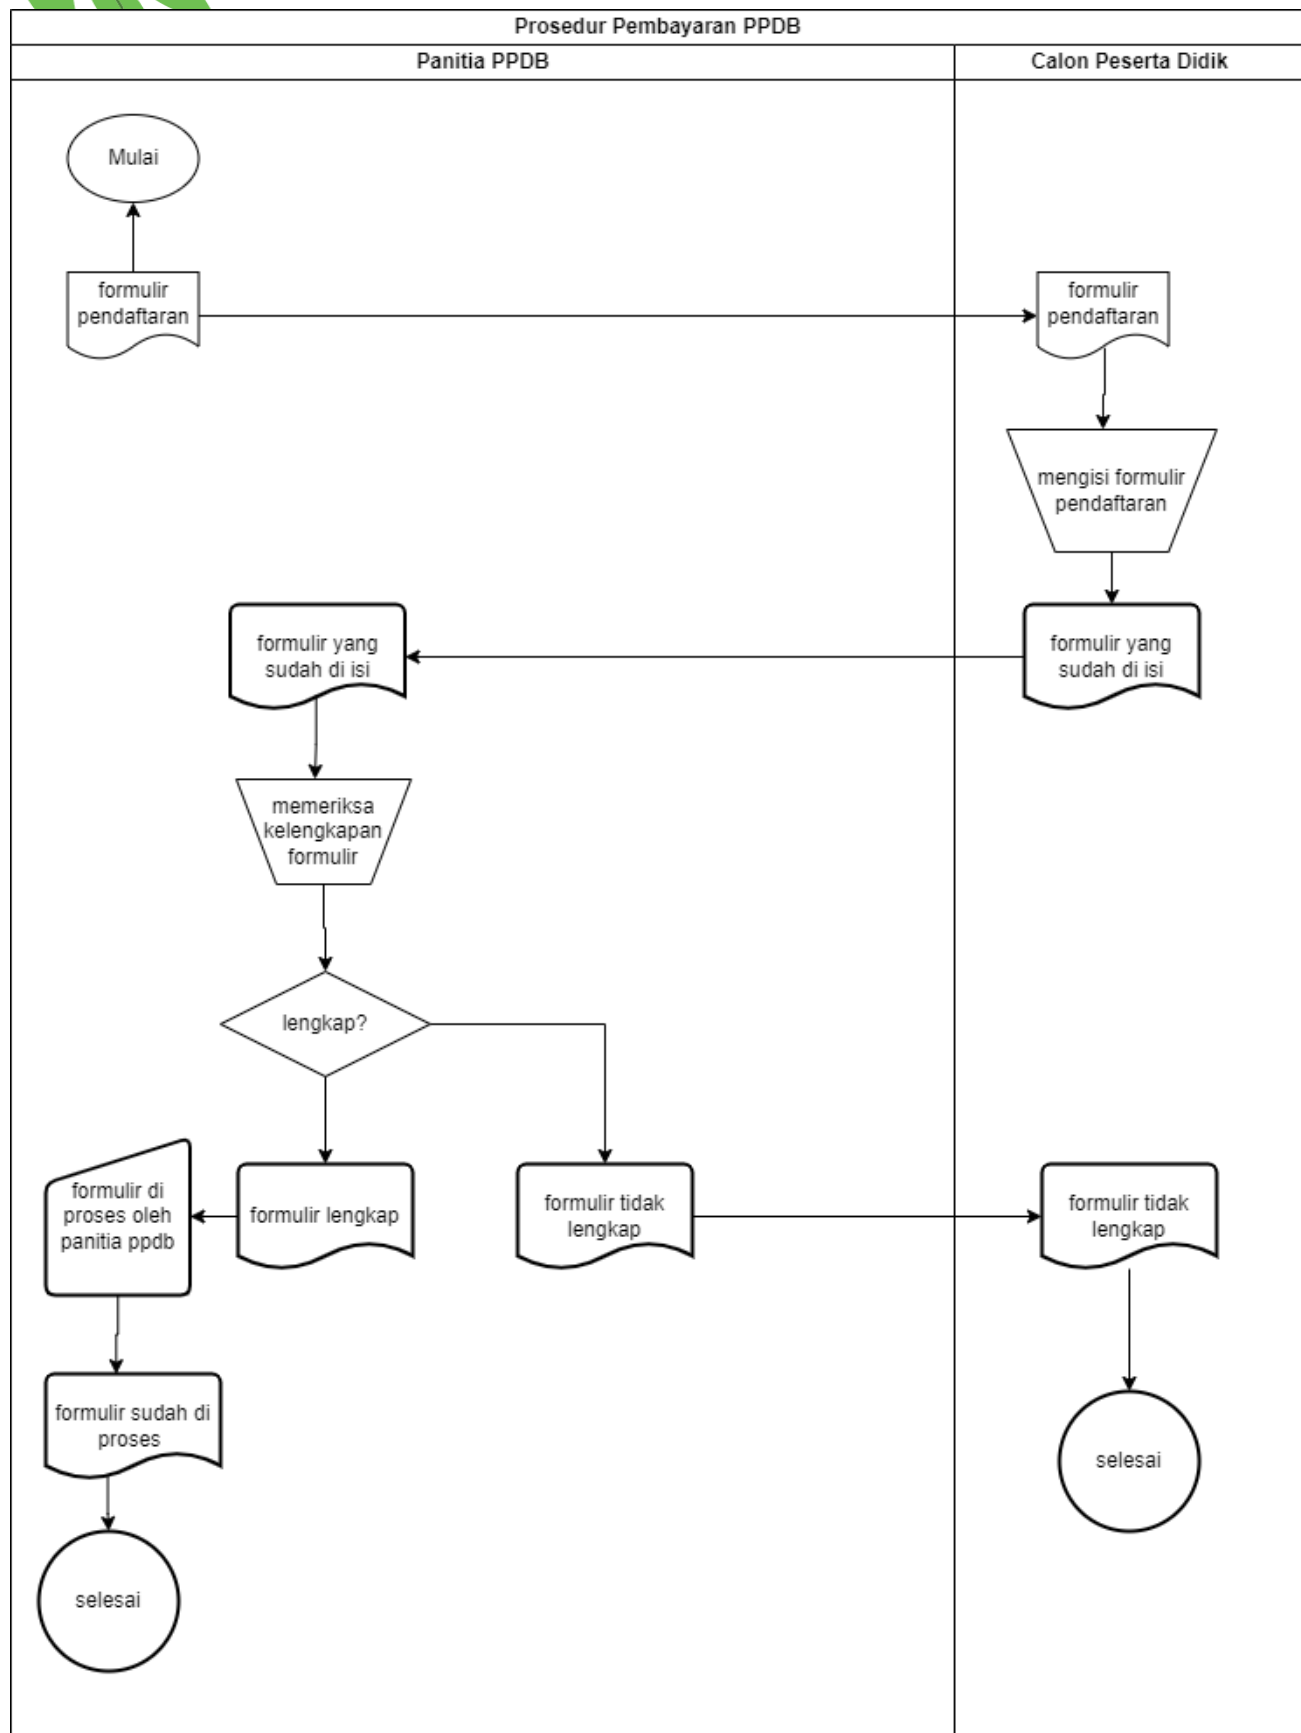 Prosedur Pembayaran PPDB
Panitia PPDB
Calon Peserta Didik
Mulai
formulir
pendaftaran
formulir
pendaftaran
mengisi formulir
pendaftaran
formulir yang
sudah di isi
formulir yang
sudah di isi
memeriksa
kelengkapan
formulir
lengkap?
formulir di
proses oleh
panitia ppdb
formulir lengkap
formulir tidak
lengkap
formulir tidak
lengkap
formulir sudah di
proses
selesai
selesai